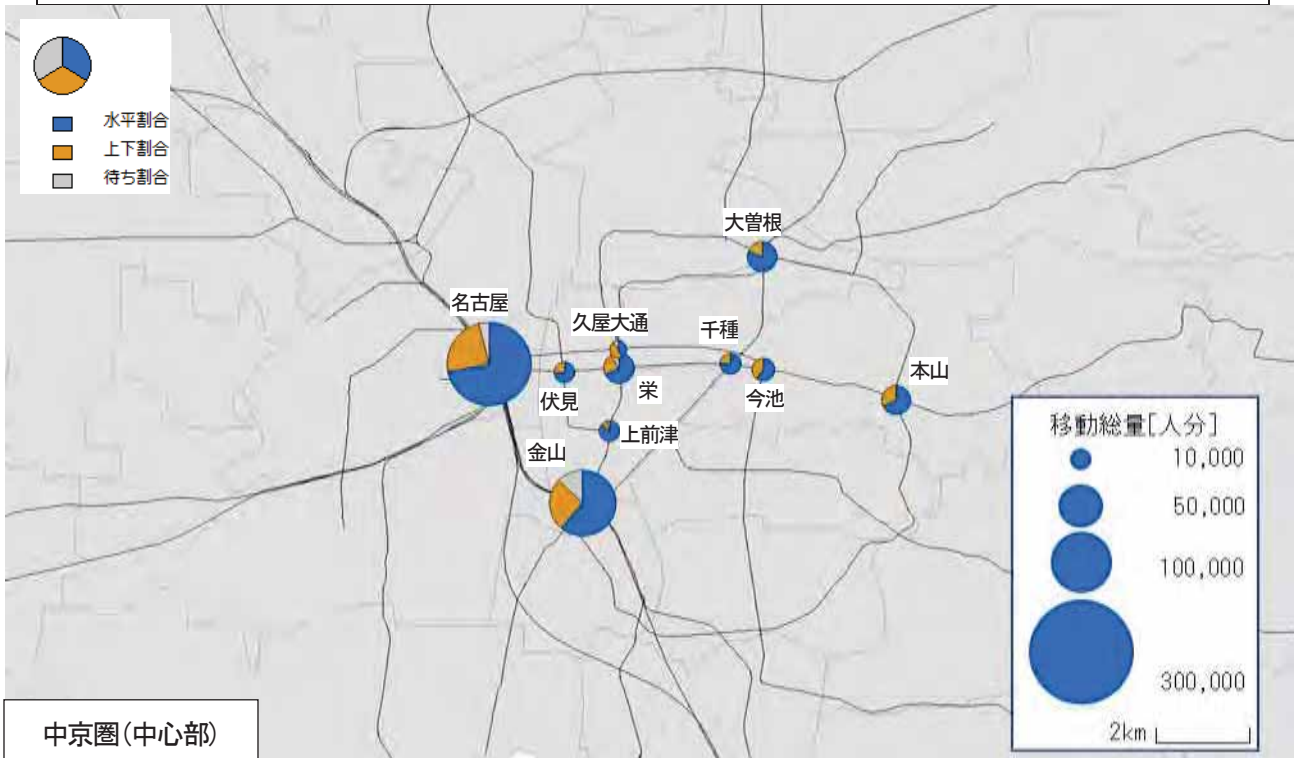 水平割合
上下割合
待ち割合
大曽根
名古屋
久屋大通
千種
伏見
栄
今池
本山
上前津
金山
移動総量[人分]
10,000
50,000
100,000
300,000
2km
中京圏(中心部)